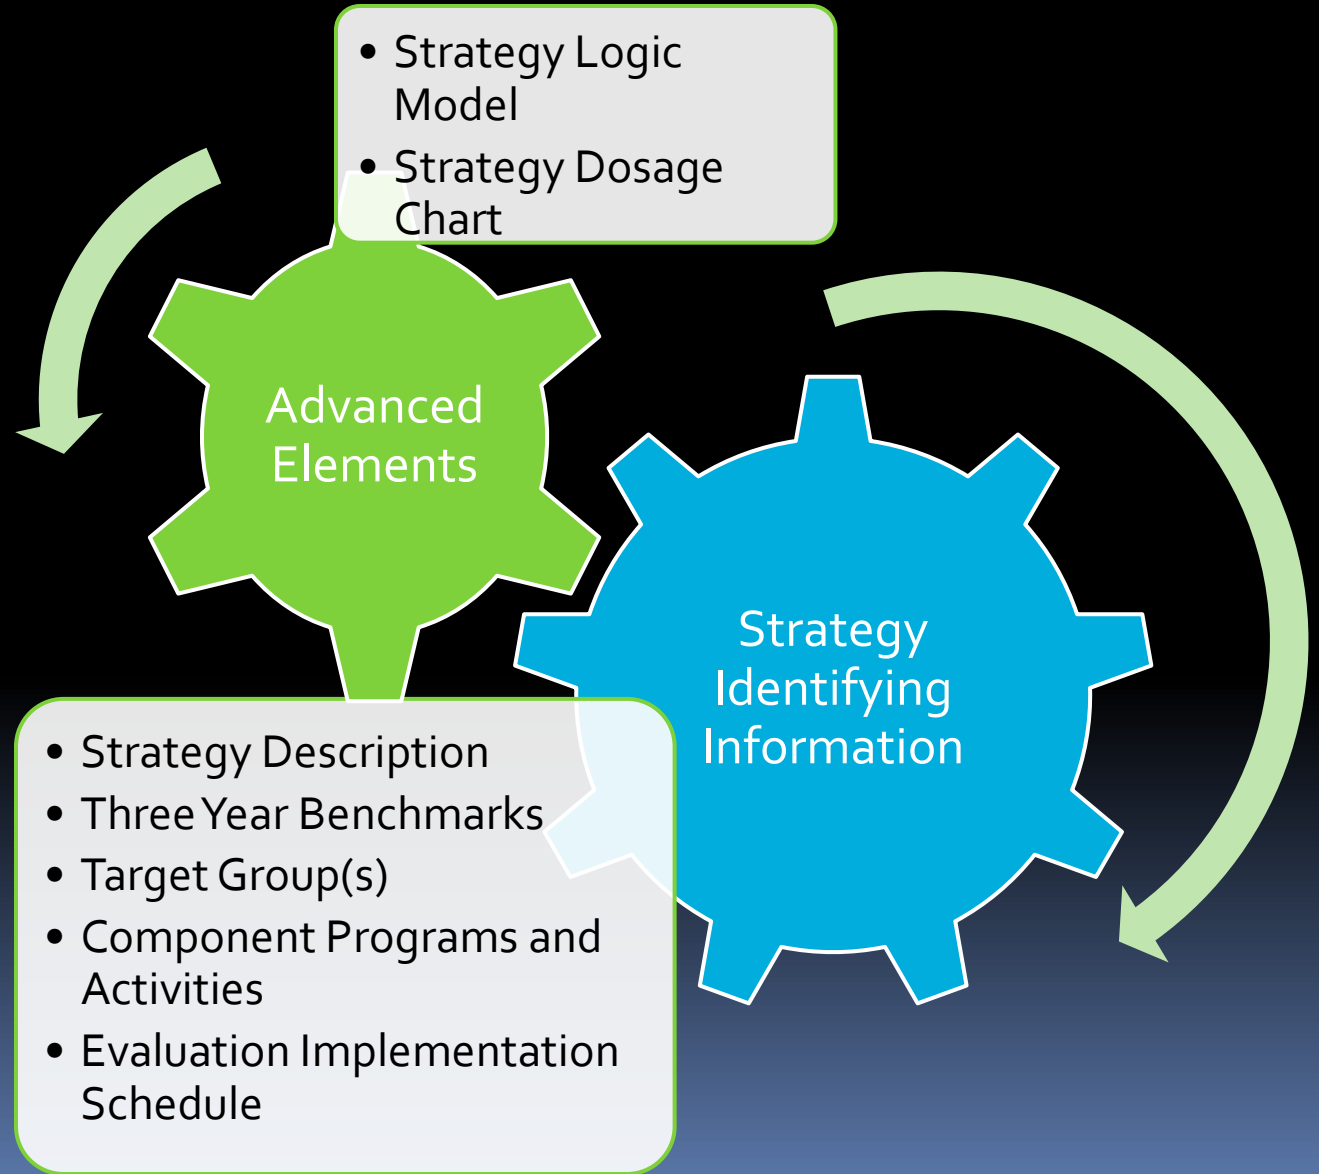 • Strategy Logic
Model
• Strategy Dosage
Chart
Advanced
Elements
Strategy
Identifying
Information
• Strategy Description
• Three Year Benchmarks
• Target Group(s)
• Component Programs and
Activities
• Evaluation Implementation
Schedule